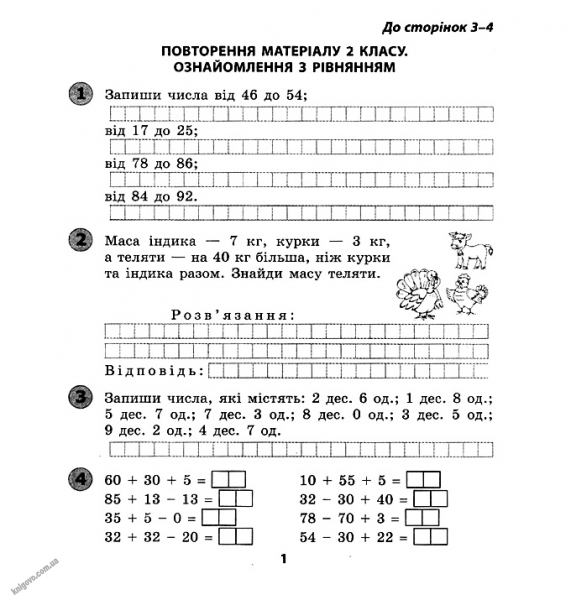 До сторінок 3–4
ПОВТОРЕННЯ МАТЕРІАЛУ 2 КЛАСУ.
ОЗНАЙОМЛЕННЯ З РІВНЯННЯМ
1 Запиши числа від 46 до 54;
від 17 до 25;
від 78 до 86;
від 84 до 92.
2 Маса індика — 7 кг, курки — 3 кг,
а теляти — на 40 кг більша, ніж курки
та індика разом. Знайди масу теляти.
Розв'язання:
Відповідь:
3 Запиши числа, які містять: 2 дес. 6 од.; 1 дес. 8 од.;
5 дес. 7 од.; 7 дес. 3 од.; 8 дес. 0 од.; 3 дес. 5 од.;
9 дес. 2 од.; 4 дес. 7 од.
4 60 + 30 + 5 = 10 + 55 + 5 =
85 + 13 – 13 = 32 – 30 + 40 =
35 + 5 – 0 = 78 – 70 + 3 =
32 + 32 – 20 = 54 – 30 + 22 =
1
knigovo.com.ua